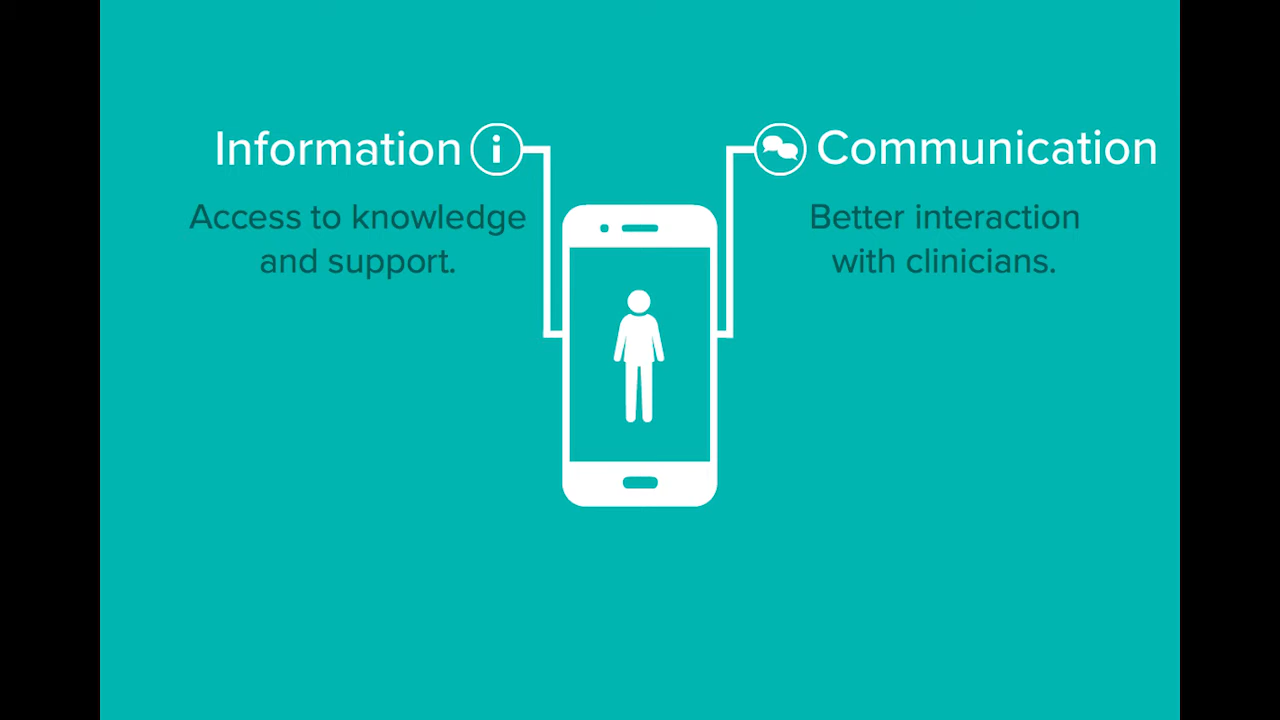 Information
Access to knowledge
and support.
Communication
Better interaction
with clinicians.